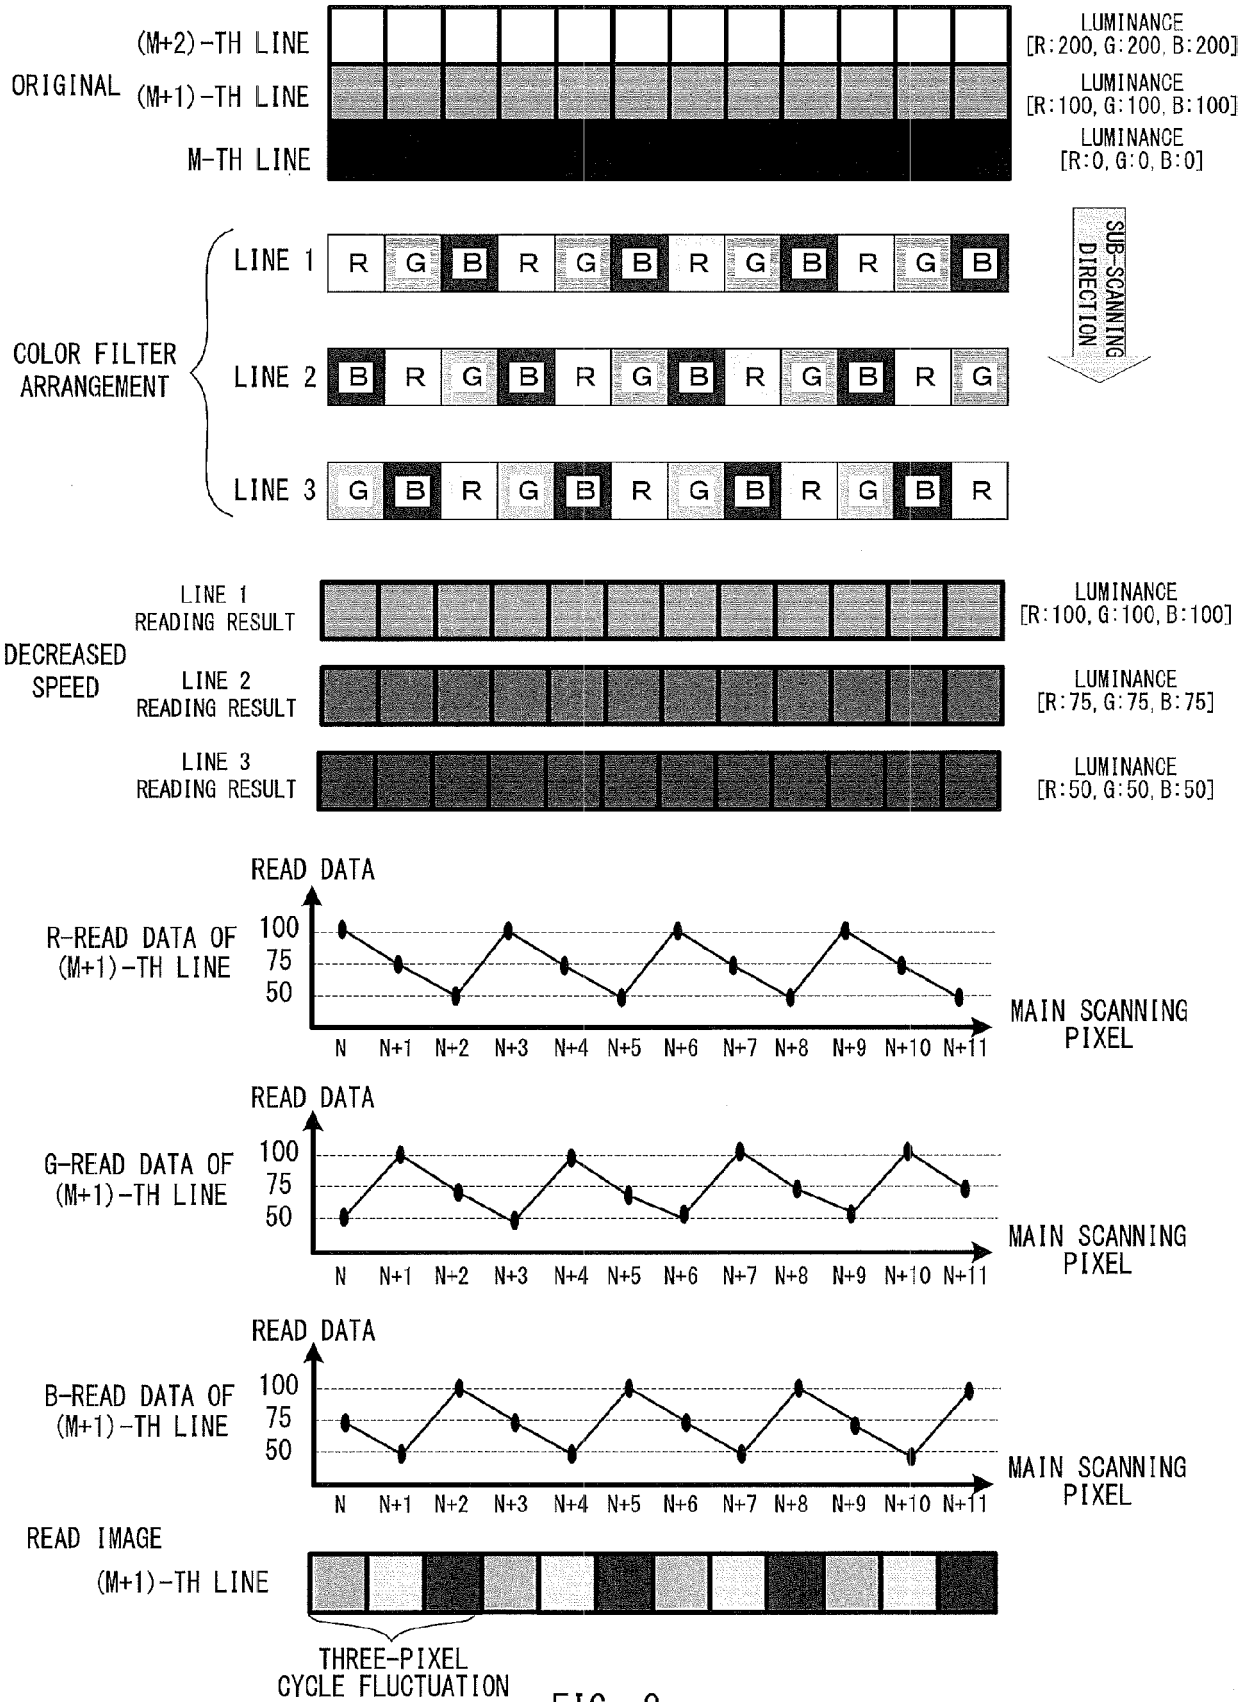 (M+2)-TH LINE
LUMINANCE
[R:200, G:200, B:200]
ORIGINAL
(M+1)-TH LINE
LUMINANCE
[R:100, G:100, B:100]
M-TH LINE
LUMINANCE
[R:0, G:0, B:0]
COLOR FILTER
ARRANGEMENT
LINE 1
R G B R G B R G B R G B
LINE 2
B R G B R G B R G B R G
LINE 3
G B R G B R G B R G B R
SUB-SCANNING
DIRECTION
DECREASED
SPEED
LINE 1
READING RESULT
LUMINANCE
[R:100, G:100, B:100]
LINE 2
READING RESULT
LUMINANCE
[R:75, G:75, B:75]
LINE 3
READING RESULT
LUMINANCE
[R:50, G:50, B:50]
READ DATA
R-READ DATA OF
(M+1)-TH LINE
100
75
50
MAIN SCANNING
PIXEL
N N+1 N+2 N+3 N+4 N+5 N+6 N+7 N+8 N+9 N+10 N+11
READ DATA
G-READ DATA OF
(M+1)-TH LINE
100
75
50
MAIN SCANNING
PIXEL
N N+1 N+2 N+3 N+4 N+5 N+6 N+7 N+8 N+9 N+10 N+11
READ DATA
B-READ DATA OF
(M+1)-TH LINE
100
75
50
MAIN SCANNING
PIXEL
N N+1 N+2 N+3 N+4 N+5 N+6 N+7 N+8 N+9 N+10 N+11
READ IMAGE
(M+1)-TH LINE
THREE-PIXEL
CYCLE FLUCTUATION